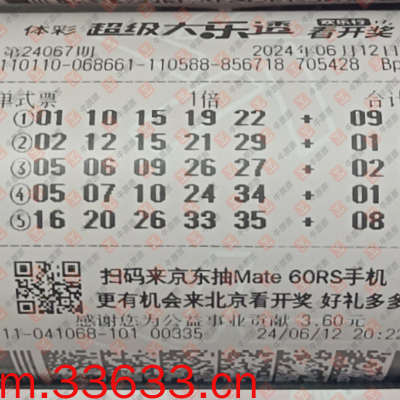 体彩 超级大乐透 欢乐行 看开奖
第24067期 2024年06月12日
110110-068661-110588-856718 705428 Bp
单式票 1倍 合计
①01 10 15 19 22 + 09
②02 12 15 21 29 + 01
③05 06 09 26 27 + 02
④05 07 10 24 34 + 01
⑤16 20 26 33 35 + 08
扫码来京东抽Mate 60RS手机
更有机会来北京看开奖 好礼多多
感谢您为公益事业贡献 3.60元
11-041068-101 00335 24/06/12 20:22
m.33633.cn